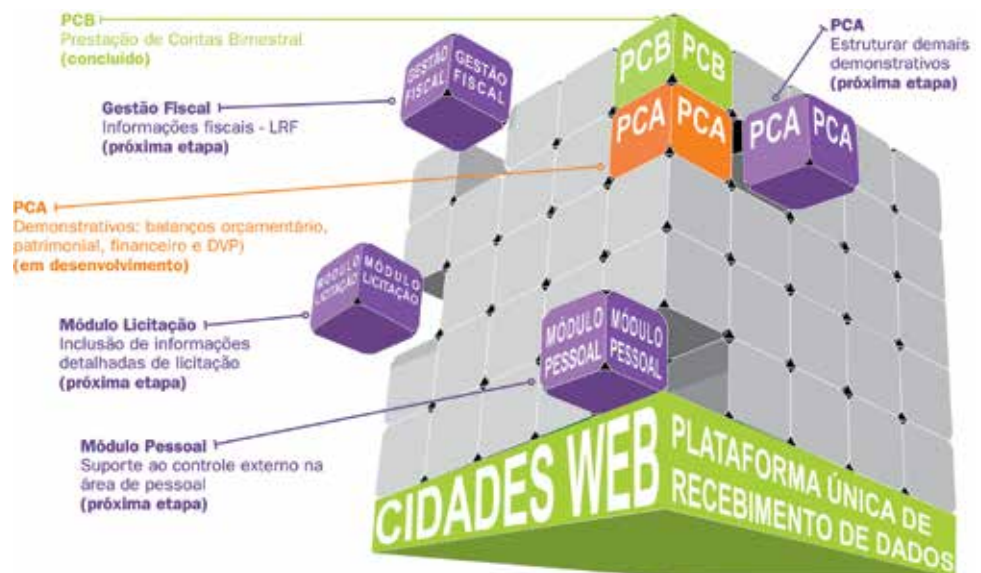 PCB
Prestação de Contas Bimestral
(concluído)
PCA
Estruturar demais
demonstrativos
(próxima etapa)
Gestão Fiscal
Informações fiscais - LRF
(próxima etapa)
PCA
Demonstrativos: balanços orçamentário,
patrimonial, financeiro e DVP)
(em desenvolvimento)
Módulo Licitação
Inclusão de informações
detalhadas de licitação
(próxima etapa)
Módulo Pessoal
Suporte ao controle externo na
área de pessoal
(próxima etapa)
GESTÃO
FISCAL
GESTÃO
FISCAL
PCB
PCB
PCA
PCA
PCA
PCA
MÓDULO
LICITAÇÃO
MÓDULO
LICITAÇÃO
MÓDULO
PESSOAL
MÓDULO
PESSOAL
CIDADES WEB
PLATAFORMA ÚNICA DE
RECEBIMENTO DE DADOS